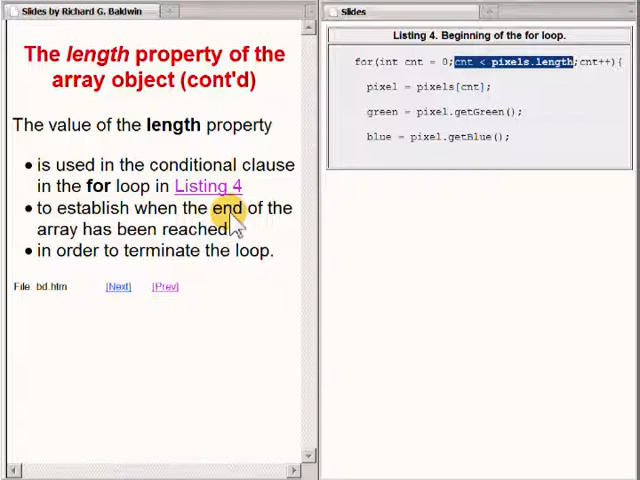 Slides by Richard G. Baldwin
The length property of the
array object (cont'd)
The value of the length property
• is used in the conditional clause
in the for loop in Listing 4
• to establish when the end of the
array has been reached
• in order to terminate the loop.
File: bd.htm [Next] [Prev]
Slides
Listing 4. Beginning of the for loop.
for(int cnt = 0;cnt < pixels.length;cnt++){
pixel = pixels[cnt];
green = pixel.getGreen();
blue = pixel.getBlue();